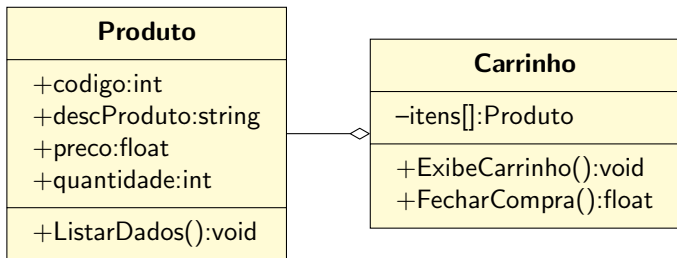 Produto
+codigo:int
+descProduto:string
+preco:float
+quantidade:int
+ListarDados():void
Carrinho
–itens[]:Produto
+ExibeCarrinho():void
+FecharCompra():float